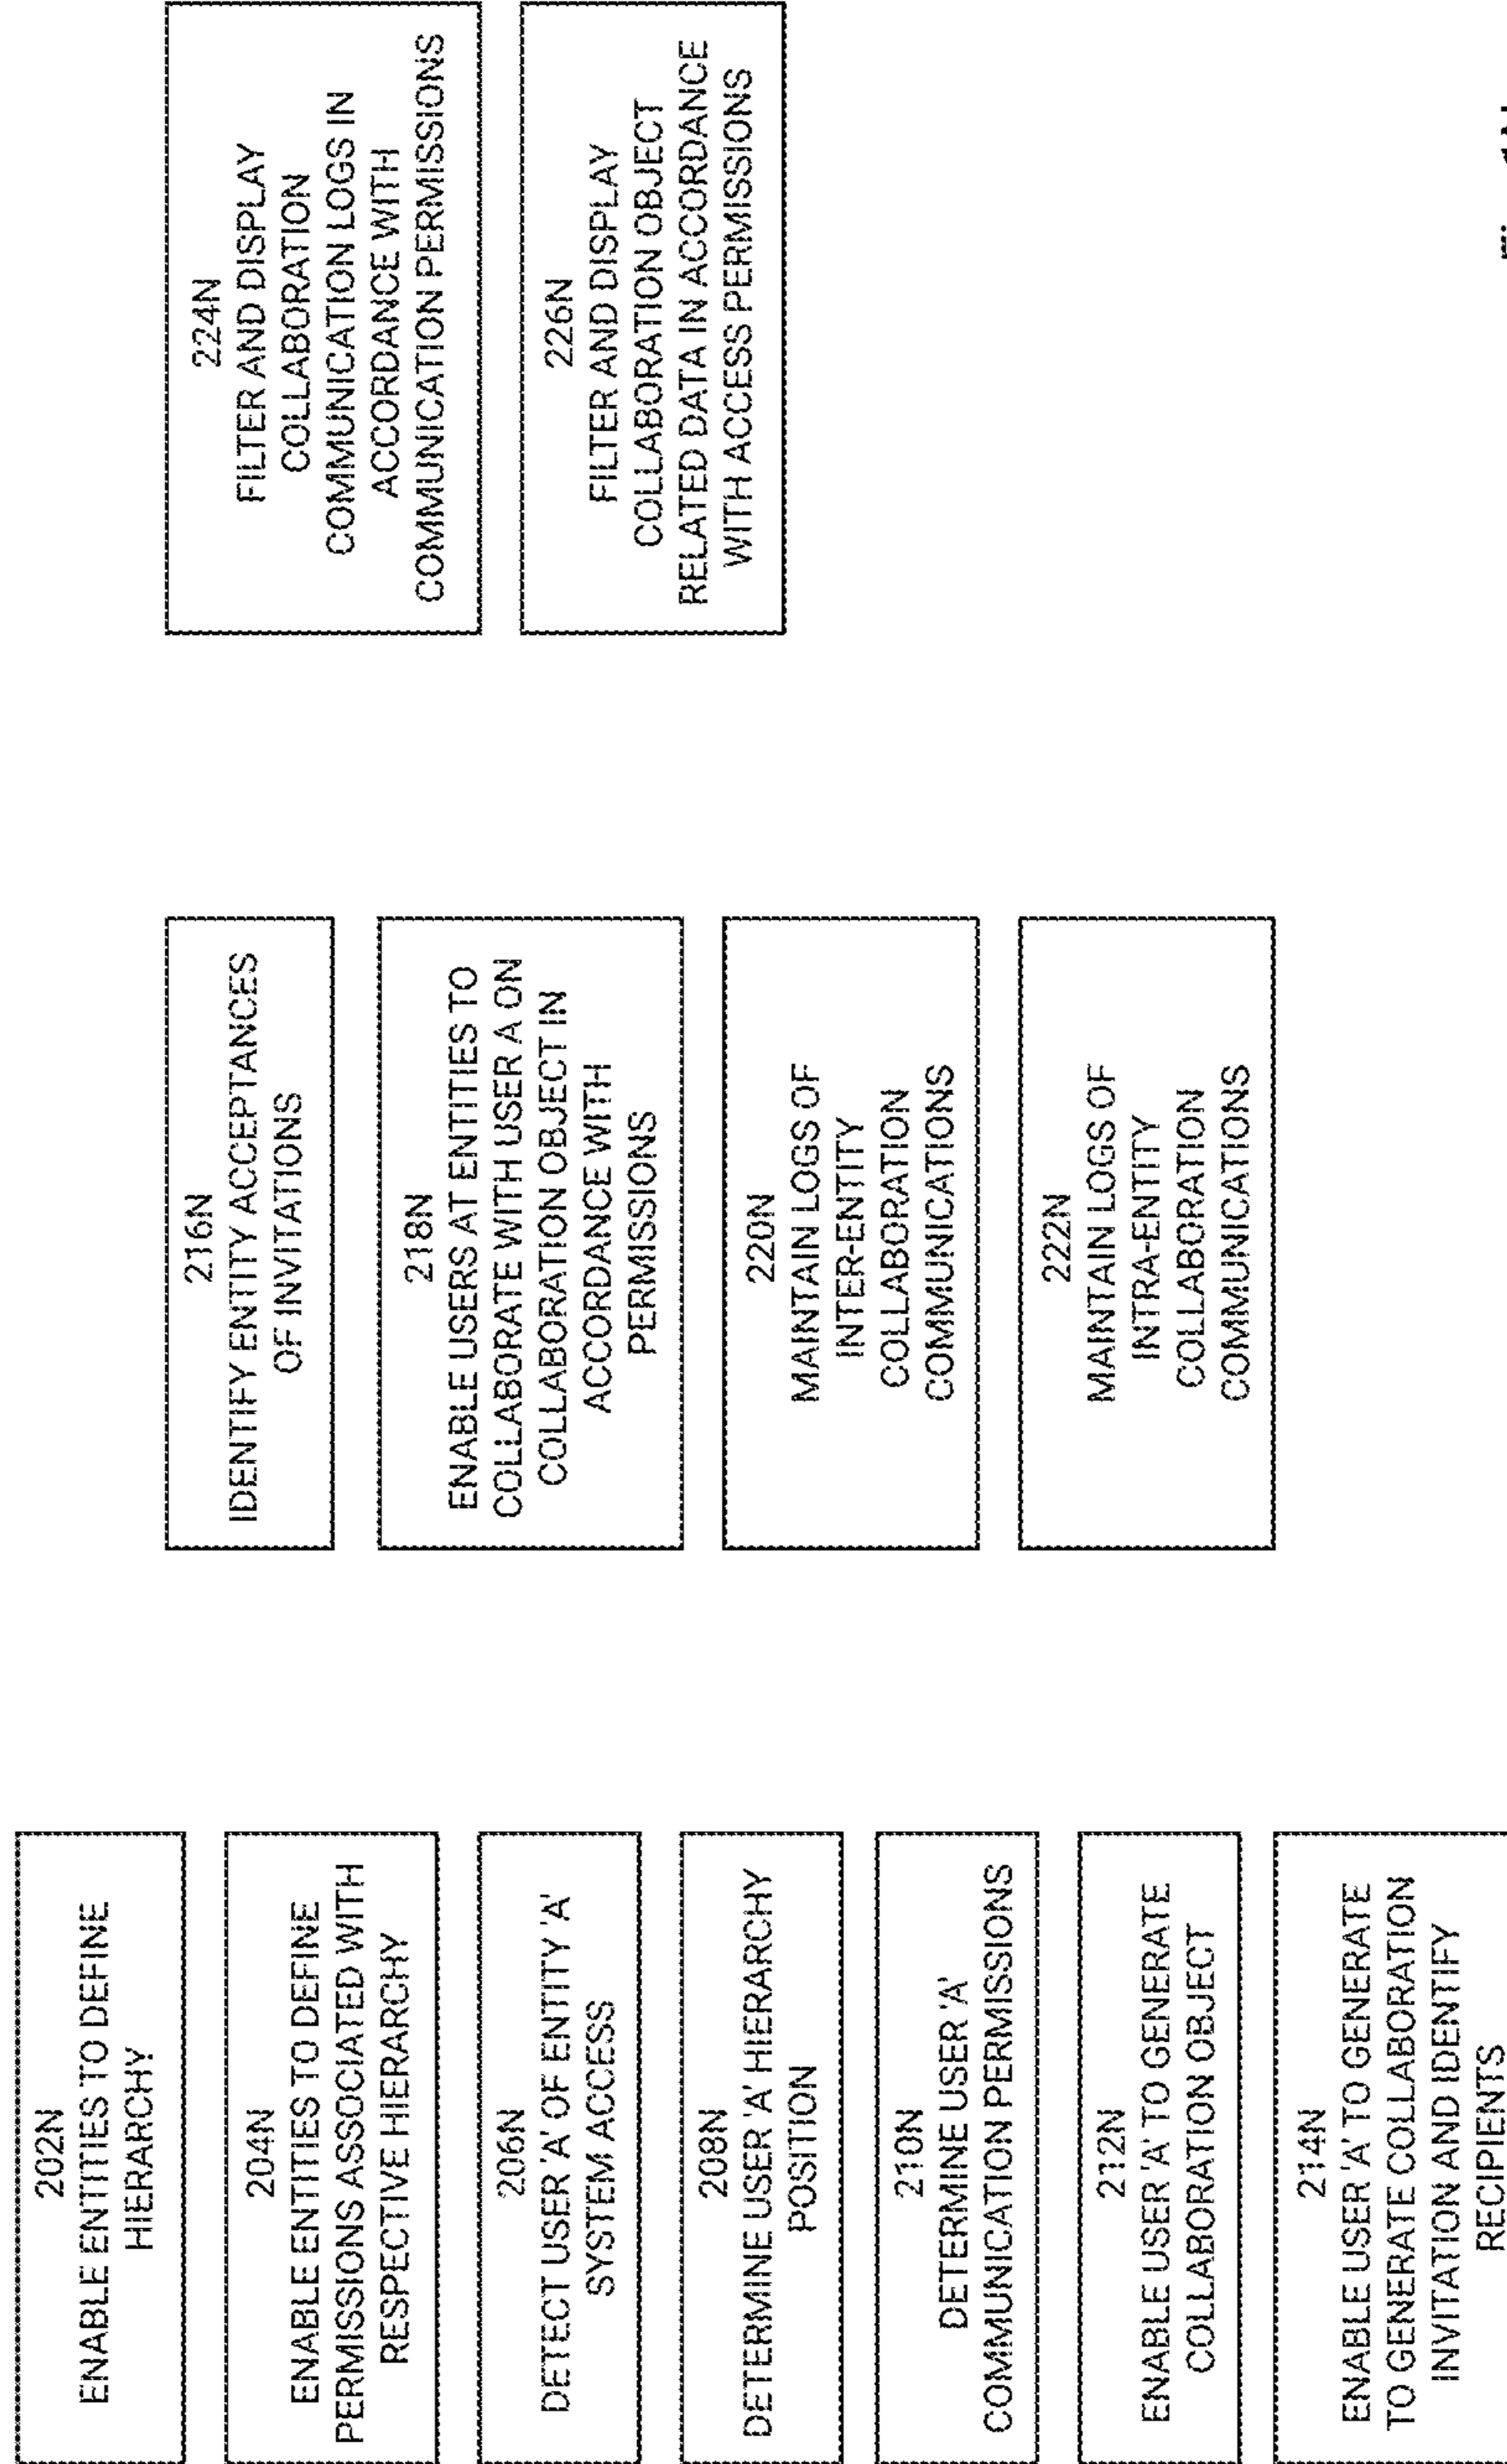 202N
ENABLE ENTITIES TO DEFINE
HIERARCHY
204N
ENABLE ENTITIES TO DEFINE
PERMISSIONS ASSOCIATED WITH
RESPECTIVE HIERARCHY
206N
DETECT USER 'A' OF ENTITY 'A'
SYSTEM ACCESS
208N
DETERMINE USER 'A' HIERARCHY
POSITION
210N
DETERMINE USER 'A'
COMMUNICATION PERMISSIONS
212N
ENABLE USER 'A' TO GENERATE
COLLABORATION OBJECT
214N
ENABLE USER 'A' TO GENERATE
TO GENERATE COLLABORATION
INVITATION AND IDENTIFY
RECIPIENTS
216N
IDENTIFY ENTITY ACCEPTANCES
OF INVITATIONS
218N
ENABLE USERS AT ENTITIES TO
COLLABORATE WITH USER A ON
COLLABORATION OBJECT IN
ACCORDANCE WITH
PERMISSIONS
220N
MAINTAIN LOGS OF
INTER-ENTITY
COLLABORATION
COMMUNICATIONS
222N
MAINTAIN LOGS OF
INTRA-ENTITY
COLLABORATION
COMMUNICATIONS
224N
FILTER AND DISPLAY
COLLABORATION
COMMUNICATION LOGS IN
ACCORDANCE WITH
COMMUNICATION PERMISSIONS
226N
FILTER AND DISPLAY
COLLABORATION OBJECT
RELATED DATA IN ACCORDANCE
WITH ACCESS PERMISSIONS